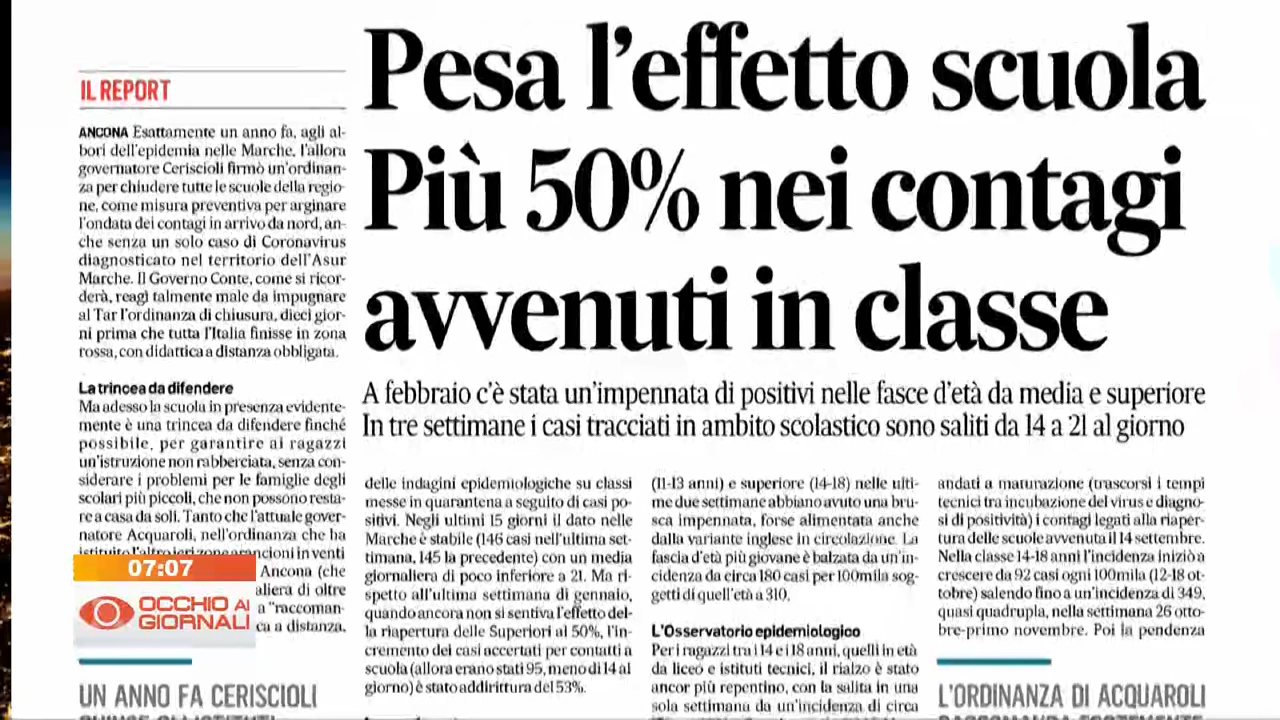 IL REPORT
Pesa l'effetto scuola
Più 50% nei contagi
avvenuti in classe
A febbraio c'è stata un'impennata di positivi nelle fasce d'età da media e superiore
In tre settimane i casi tracciati in ambito scolastico sono saliti da 14 a 21 al giorno
ANCONA Esattamente un anno fa, agli al-
bori dell'epidemia nelle Marche, l'allora
governatore Ceriscioli firmò un'ordinan-
za per chiudere tutte le scuole della regio-
ne, come misura preventiva per arginare
l'ondata dei contagi in arrivo da nord, an-
che senza un solo caso di Coronavirus
diagnosticato nel territorio dell'Asur
Marche. Il Governo Conte, come si ricor-
derà, reagì talmente male da impugnare
al Tar l'ordinanza di chiusura, dieci gior-
ni prima che tutta l'Italia finisse in zona
rossa, con didattica a distanza obbligata.
La trincea da difendere
Ma adesso la scuola in presenza evidente-
mente è una trincea da difendere finché
possibile, per garantire ai ragazzi
un'istruzione non rabberciata, senza con-
siderare i problemi per le famiglie degli
scolari più piccoli, che non possono resta-
re a casa da soli. Tanto che l'attuale gover-
natore Acquaroli, nell'ordinanza che ha
istituito l'altro ieri zone arancioni in venti
Ancona (che
aliera di oltre
a "raccoman-
ca a distanza.
07:07
OCCHIO AI
GIORNALI
UN ANNO FA CERISCIOLI
delle indagini epidemiologiche su classi
messe in quarantena a seguito di casi po-
sitivi. Negli ultimi 15 giorni il dato nelle
Marche è stabile (146 casi nell'ultima set-
timana, 145 la precedente) con un media
giornaliera di poco inferiore a 21. Ma ri-
spetto all'ultima settimana di gennaio,
quando ancora non si sentiva l'effetto del-
la riapertura delle Superiori al 50%, l'in-
cremento dei casi accertati per contatti a
scuola (allora erano stati 95, meno di 14 al
giorno) è stato addirittura del 53%.
(11-13 anni) e superiore (14-18) nelle ulti-
me due settimane abbiano avuto una bru-
sca impennata, forse alimentata anche
dalla variante inglese in circolazione. La
fascia d'età più giovane è balzata da un'in-
cidenza da circa 180 casi per 100mila sog-
getti di quell'età a 310.
L'Osservatorio epidemiologico
Per i ragazzi tra i 14 e i 18 anni, quelli in età
da liceo e istituti tecnici, il rialzo è stato
ancor più repentino, con la salita in una
sola settimana da un'incidenza di circa
andati a maturazione (trascorsi i tempi
tecnici tra incubazione del virus e diagno-
si di positività) i contagi legati alla riaper-
tura delle scuole avvenuta il 14 settembre.
Nella classe 14-18 anni l'incidenza iniziò a
crescere da 92 casi ogni 100mila (12-18 ot-
tobre) salendo fino a un'incidenza di 349,
quasi quadrupla, nella settimana 26 otto-
bre-primo novembre. Poi la pendenza
L'ORDINANZA DI ACQUAROLI